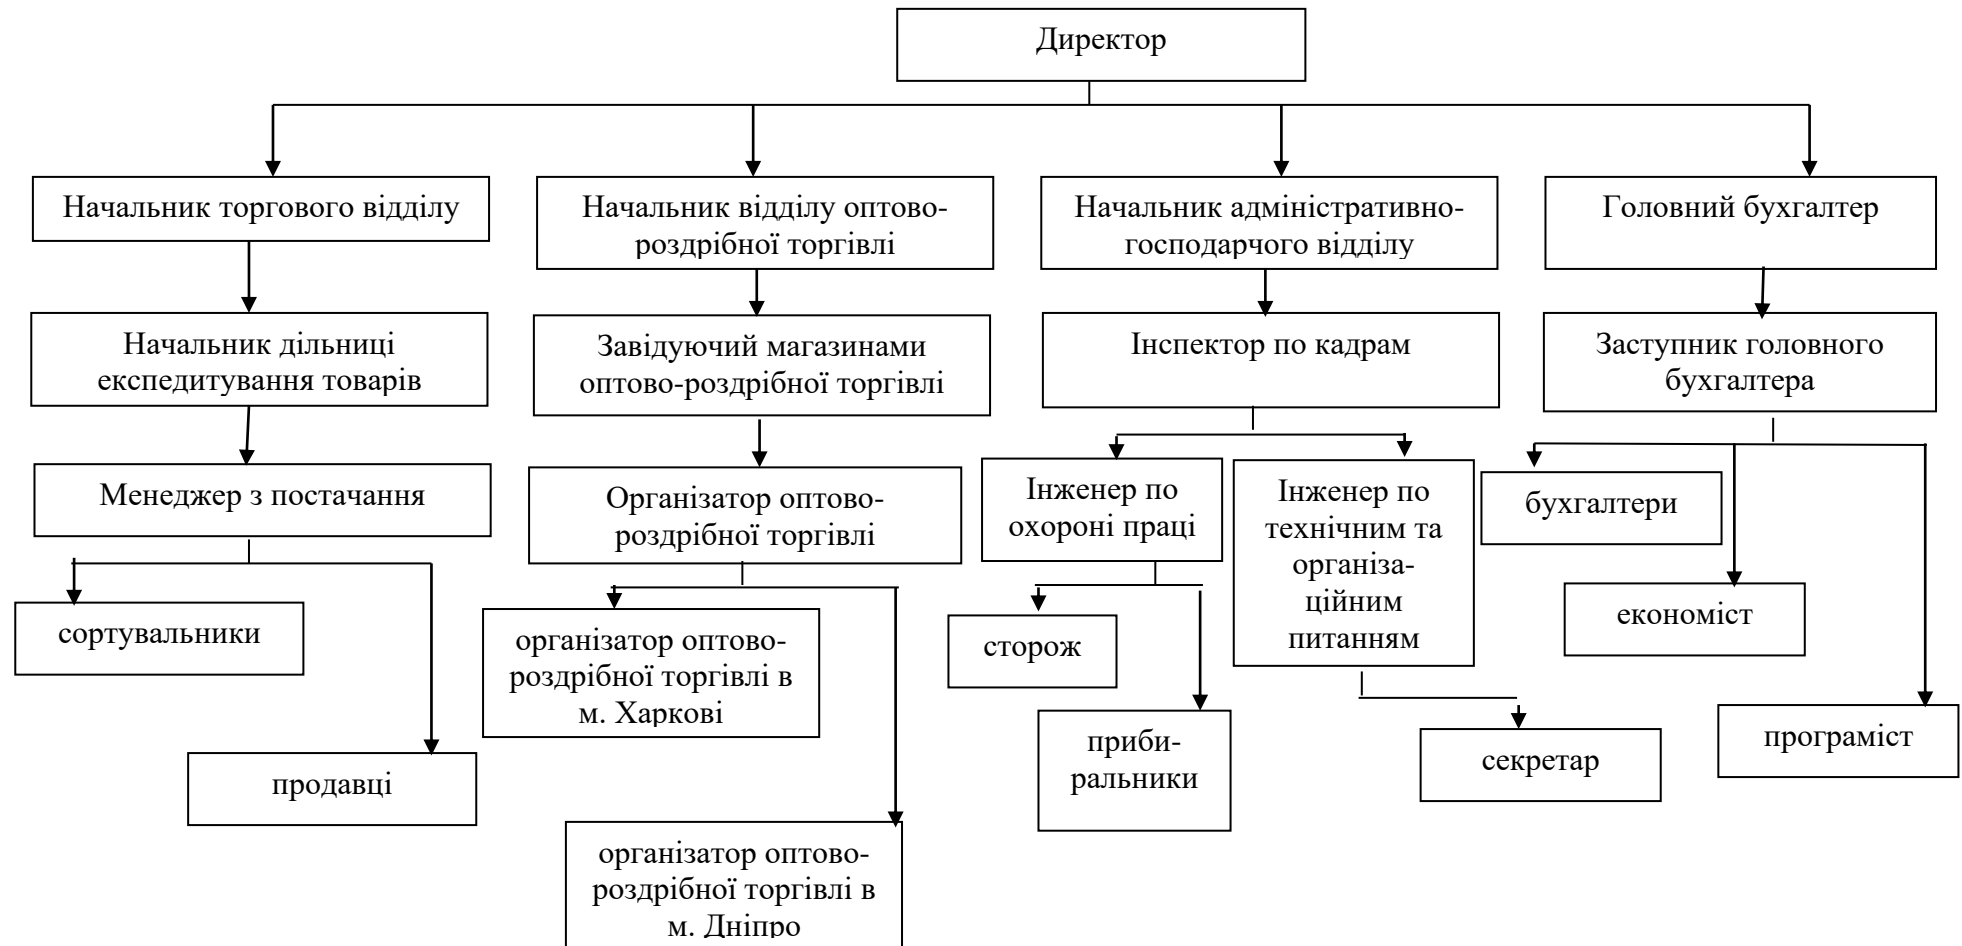 Директор
Начальник торгового відділу
Начальник відділу оптово-
роздрібної торгівлі
Начальник адміністративно-
господарчого відділу
Головний бухгалтер
Начальник дільниці
експедитування товарів
Завідуючий магазинами
оптово-роздрібної торгівлі
Інспектор по кадрам
Заступник головного
бухгалтера
Менеджер з постачання
Організатор оптово-
роздрібної торгівлі
Інженер по
охороні праці
Інженер по
технічним та
організа-
ційним
питанням
бухгалтери
сортувальники
організатор оптово-
роздрібної торгівлі в
м. Харкові
сторож
економіст
продавці
приби-
ральники
секретар
програміст
організатор оптово-
роздрібної торгівлі в
м. Дніпро